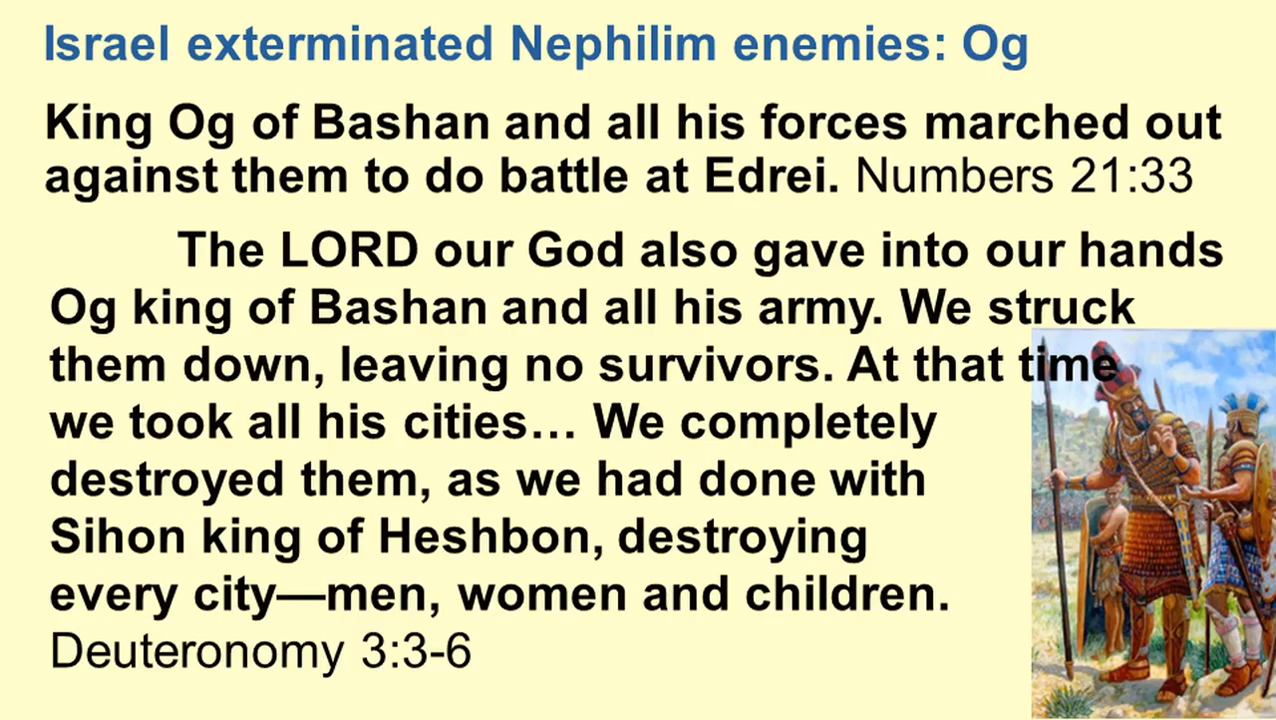 Israel exterminated Nephilim enemies: Og
King Og of Bashan and all his forces marched out
against them to do battle at Edrei. Numbers 21:33
The LORD our God also gave into our hands
Og king of Bashan and all his army. We struck
them down, leaving no survivors. At that time
we took all his cities… We completely
destroyed them, as we had done with
Sihon king of Heshbon, destroying
every city—men, women and children.
Deuteronomy 3:3-6